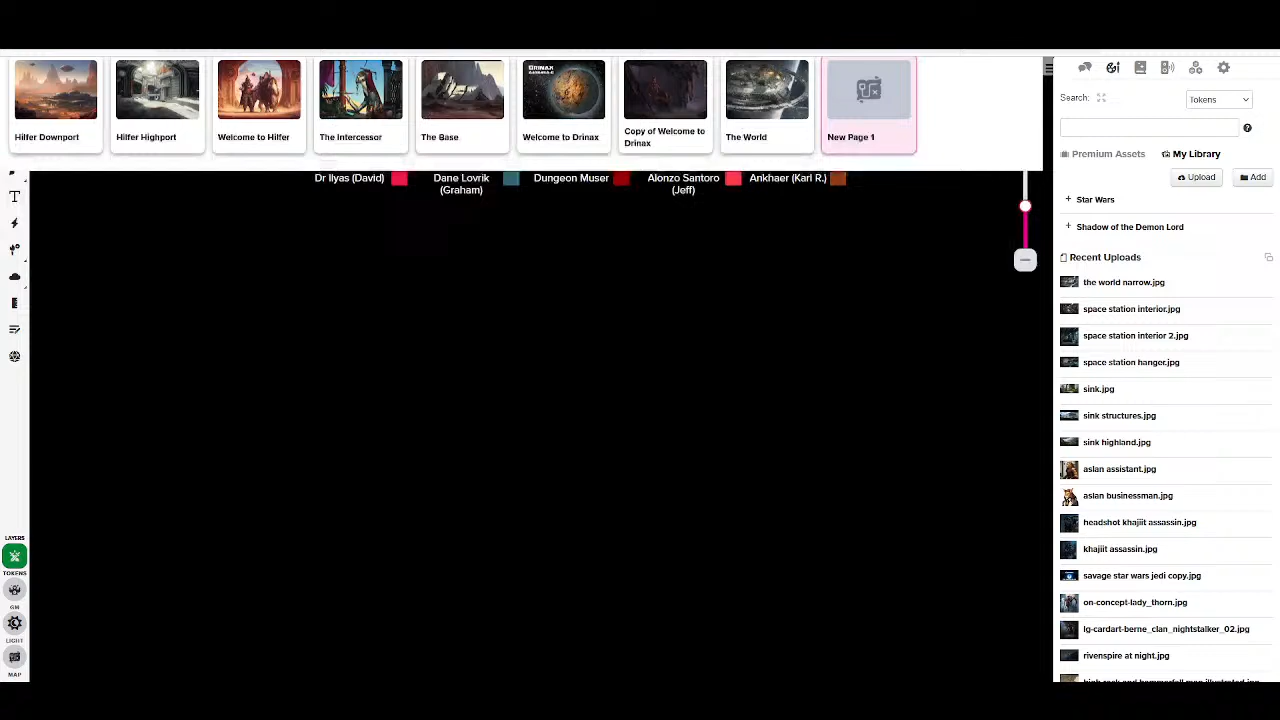 DRINAX
Hilfer Downport
Hilfer Highport
Welcome to Hilfer
The Intercessor
The Base
Welcome to Drinax
Copy of Welcome to
Drinax
The World
New Page 1
Dr Ilyas (David)
Dane Lovrik
(Graham)
Dungeon Muser
Alonzo Santoro
(Jeff)
Ankhaer (Karl R.)
LAYERS
TOKENS
GM
LIGHT
MAP
Search:
Tokens
Premium Assets
My Library
Upload
Add
+ Star Wars
+ Shadow of the Demon Lord
Recent Uploads
the world narrow.jpg
space station interior.jpg
space station interior 2.jpg
space station hanger.jpg
sink.jpg
sink structures.jpg
sink highland.jpg
aslan assistant.jpg
aslan businessman.jpg
headshot khajiit assassin.jpg
khajiit assassin.jpg
savage star wars jedi copy.jpg
on-concept-lady_thorn.jpg
lg-cardart-berne_clan_nightstalker_02.jpg
rivenspire at night.jpg